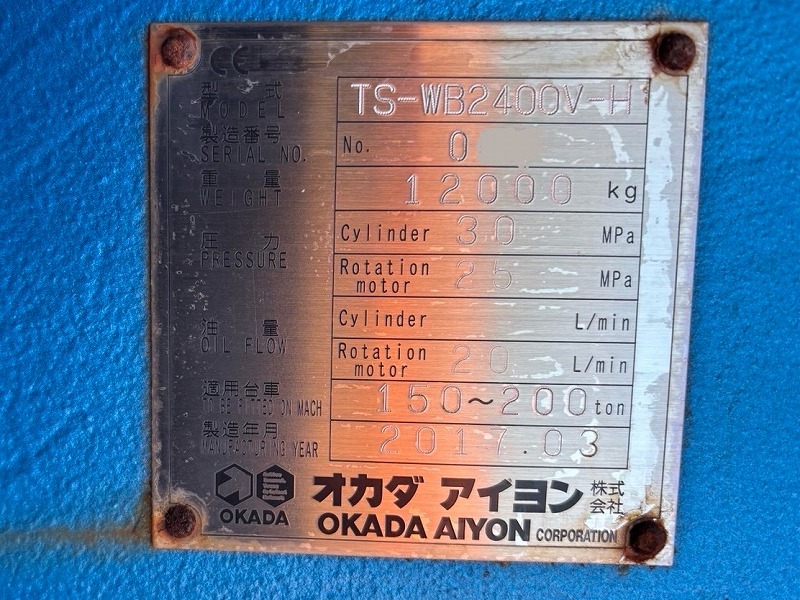 CE
型式 TS-WB2400V-H
MODEL
製造番号 No. 0
SERIAL NO.
重量 12000 kg
WEIGHT
圧力 Cylinder 30 MPa
PRESSURE Rotation motor 25 MPa
油量 Cylinder L/min
OIL FLOW Rotation motor 20 L/min
適用台車 150~200 ton
TO BE FITTED ON MACH
製造年月 2017.03
MANUFACTURING YEAR
オカダ アイヨン 株式会社
OKADA OKADA AIYON CORPORATION